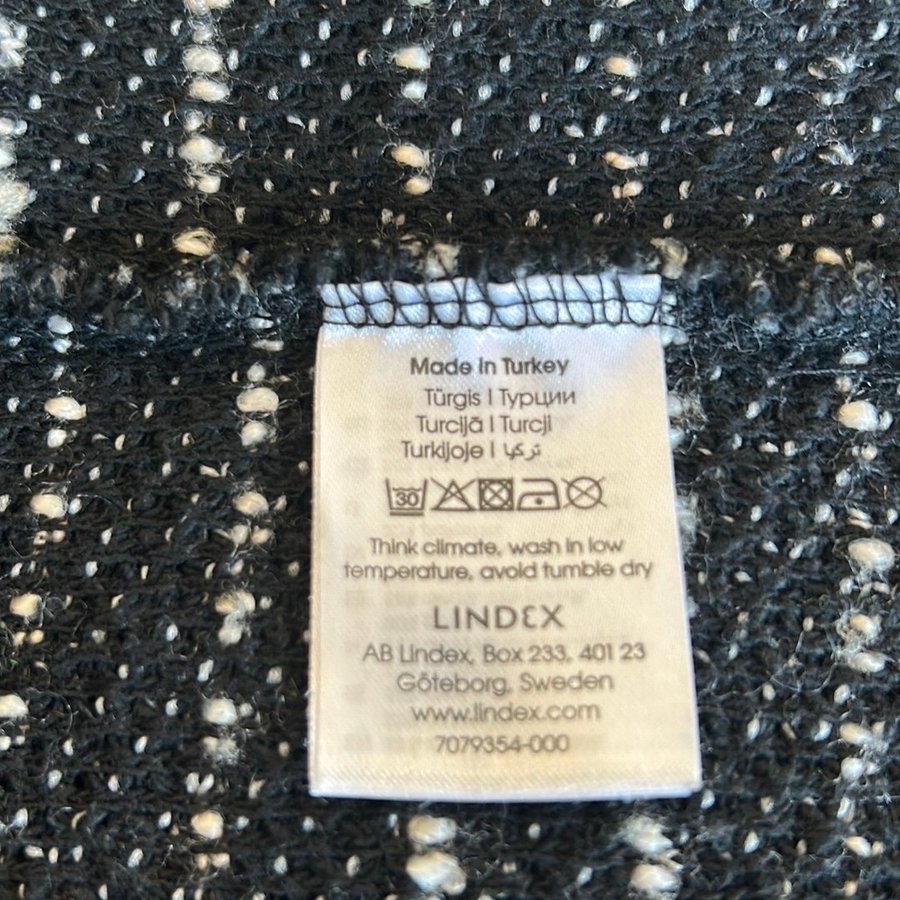 Made in Turkey
Türgis | Турции
Turcijā | Turcji
Turkijoje | تركيا
30
Think climate, wash in low
temperature, avoid tumble dry
LINDEX
AB Lindex, Box 233, 401 23
Göteborg, Sweden
www.lindex.com
7079354-000